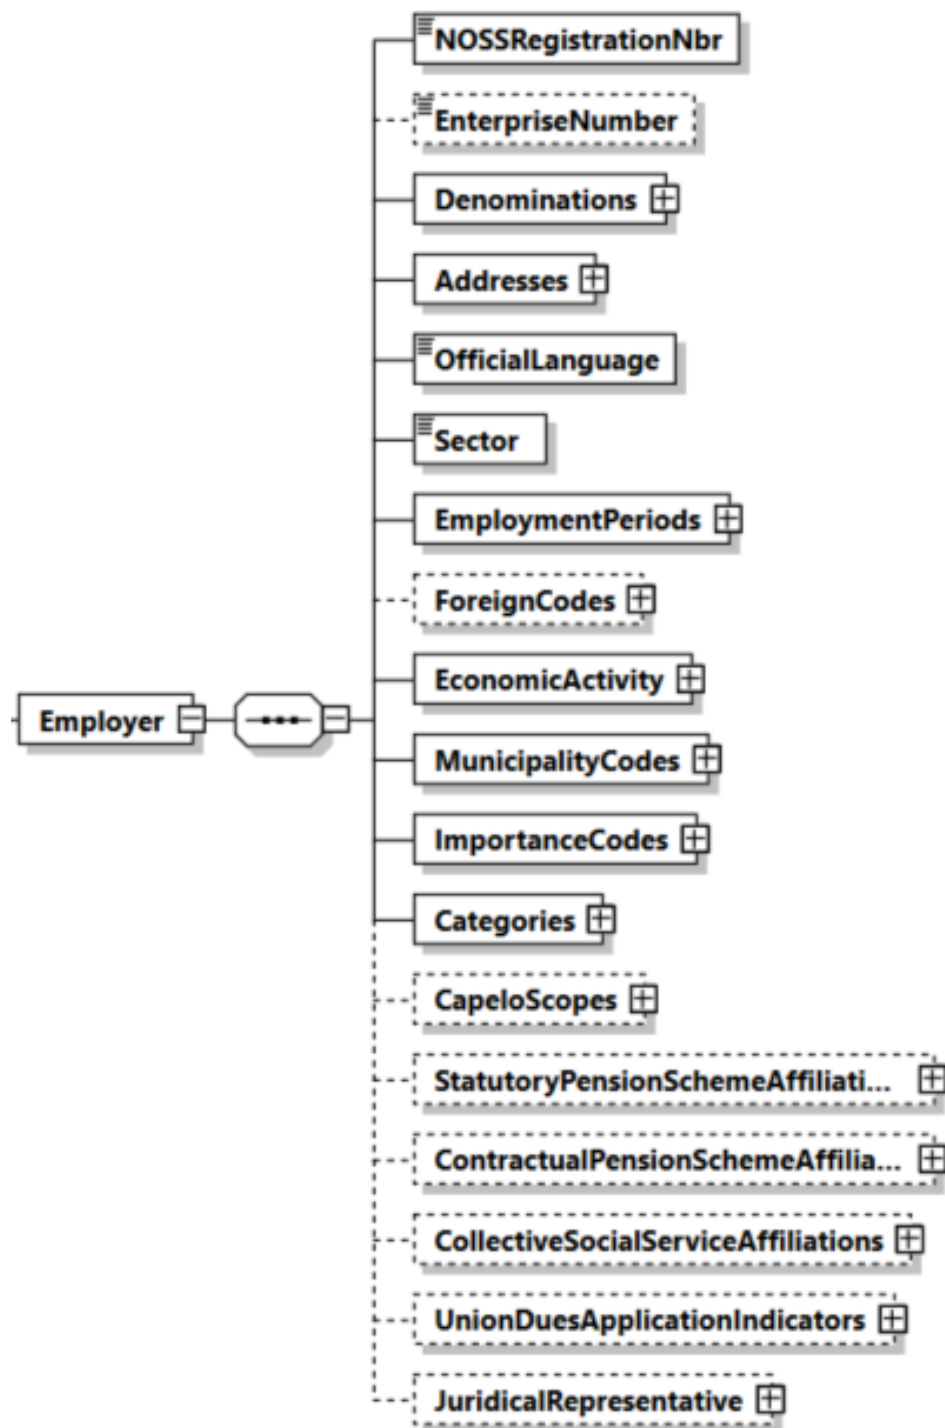 NOSSRegistrationNbr
EnterpriseNumber
Denominations
Addresses
OfficialLanguage
Sector
EmploymentPeriods
ForeignCodes
EconomicActivity
Employer
MunicipalityCodes
ImportanceCodes
Categories
CapeloScopes
StatutoryPensionSchemeAffiliati...
ContractualPensionSchemeAffilia...
CollectiveSocialServiceAffiliations
UnionDuesApplicationIndicators
JuridicalRepresentative